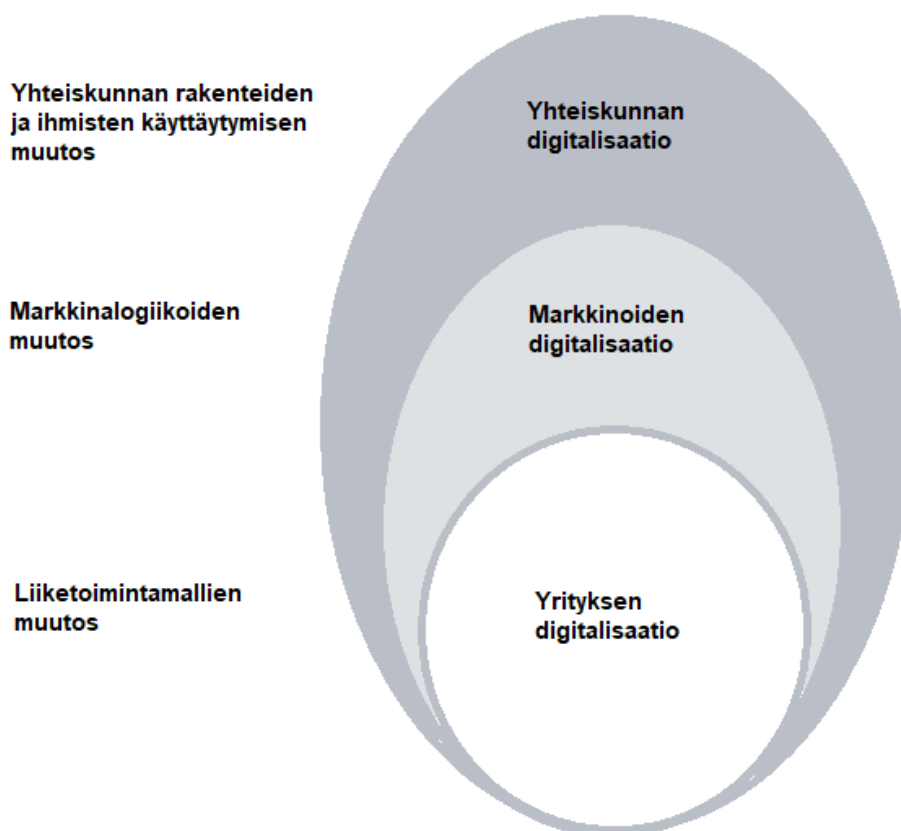 Yhteiskunnan rakenteiden
ja ihmisten käyttäytymisen
muutos
Yhteiskunnan
digitalisaatio
Markkinalogiikoiden
muutos
Markkinoiden
digitalisaatio
Liiketoimintamallien
muutos
Yrityksen
digitalisaatio